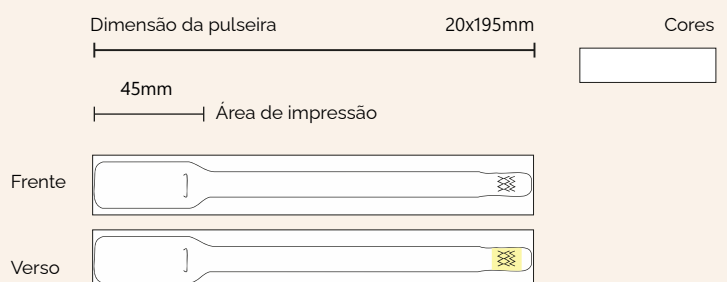 Dimensão da pulseira 20x195mm Cores
45mm
Área de impressão
Frente
Verso